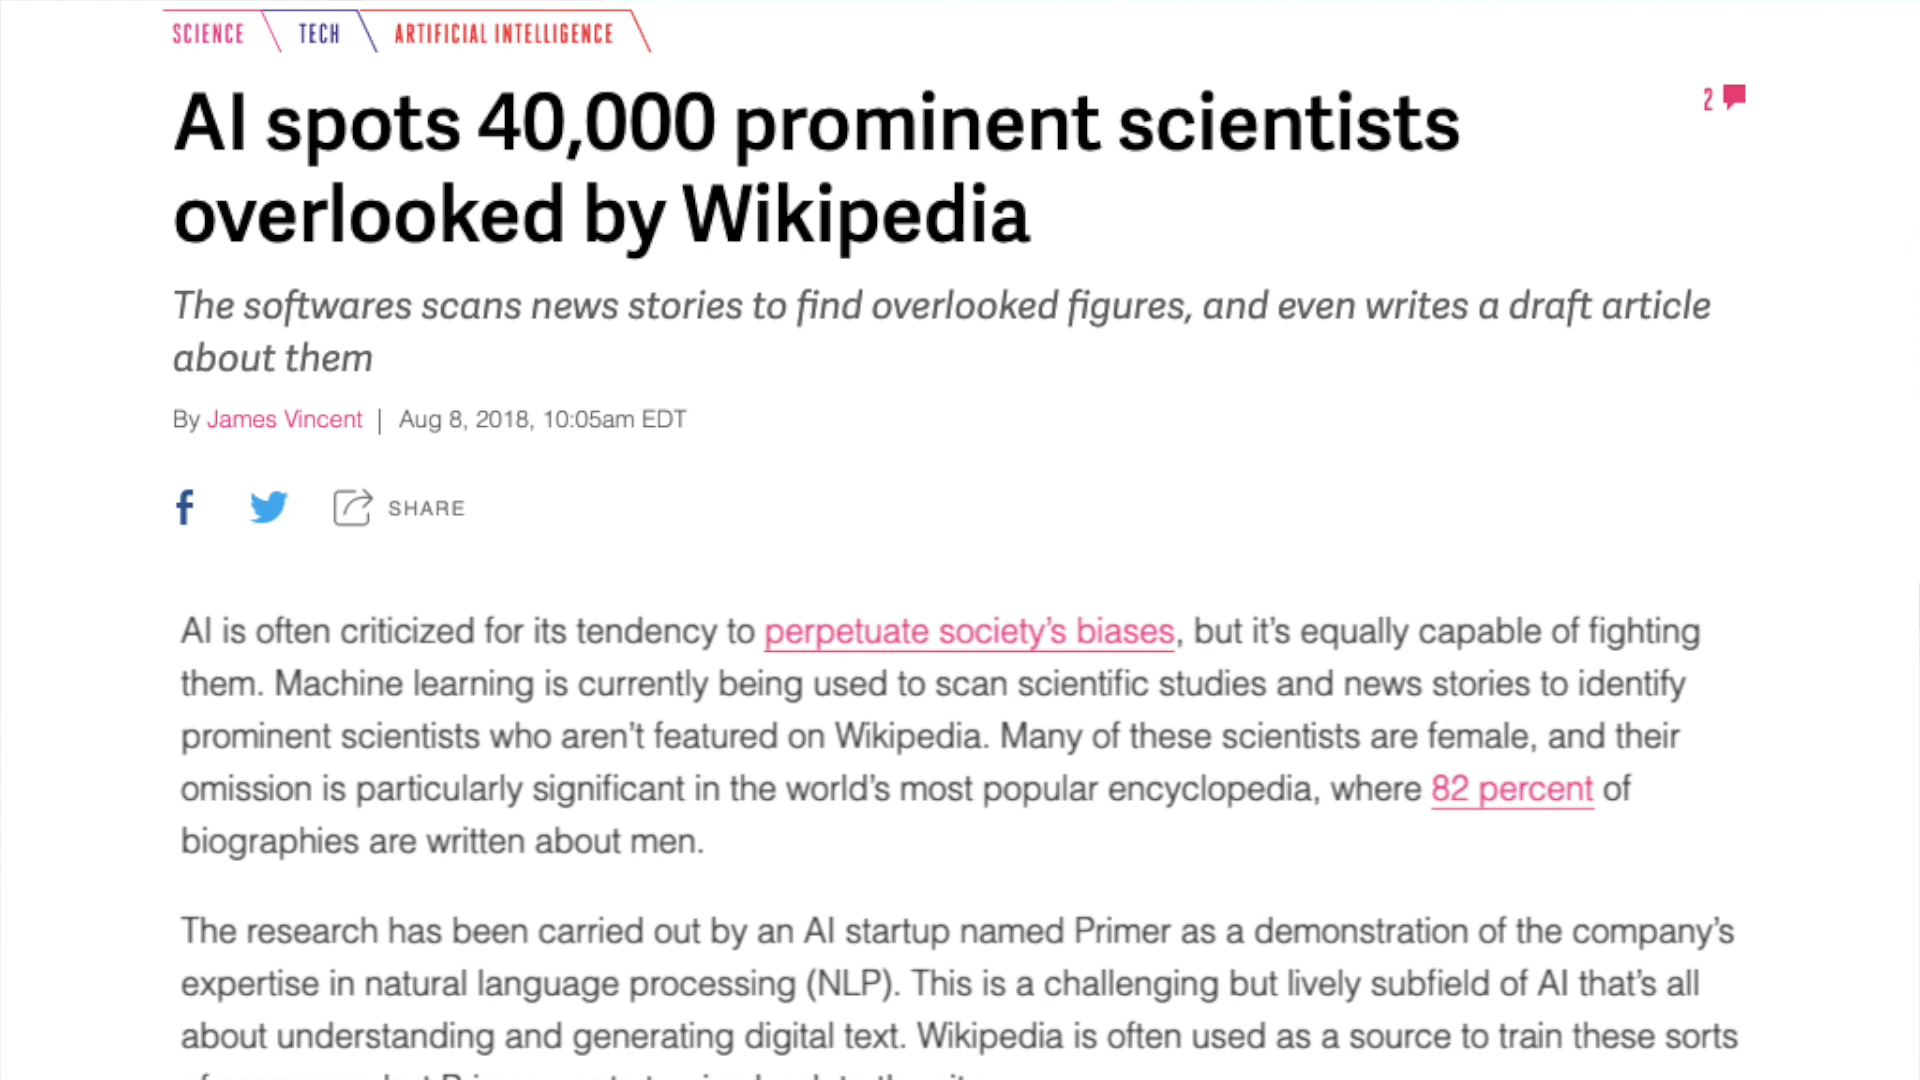 SCIENCE TECH ARTIFICIAL INTELLIGENCE
AI spots 40,000 prominent scientists
2
overlooked by Wikipedia
The softwares scans news stories to find overlooked figures, and even writes a draft article
about them
By James Vincent | Aug 8, 2018, 10:05am EDT
f SHARE
AI is often criticized for its tendency to perpetuate society's biases, but it's equally capable of fighting
them. Machine learning is currently being used to scan scientific studies and news stories to identify
prominent scientists who aren't featured on Wikipedia. Many of these scientists are female, and their
omission is particularly significant in the world's most popular encyclopedia, where 82 percent of
biographies are written about men.
The research has been carried out by an AI startup named Primer as a demonstration of the company's
expertise in natural language processing (NLP). This is a challenging but lively subfield of AI that's all
about understanding and generating digital text. Wikipedia is often used as a source to train these sorts